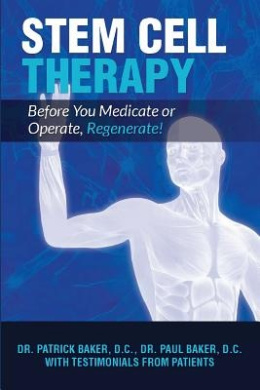 STEM CELL
THERAPY
Before You Medicate or
Operate, Regenerate!
DR. PATRICK BAKER, D.C., DR. PAUL BAKER, D.C.
WITH TESTIMONIALS FROM PATIENTS